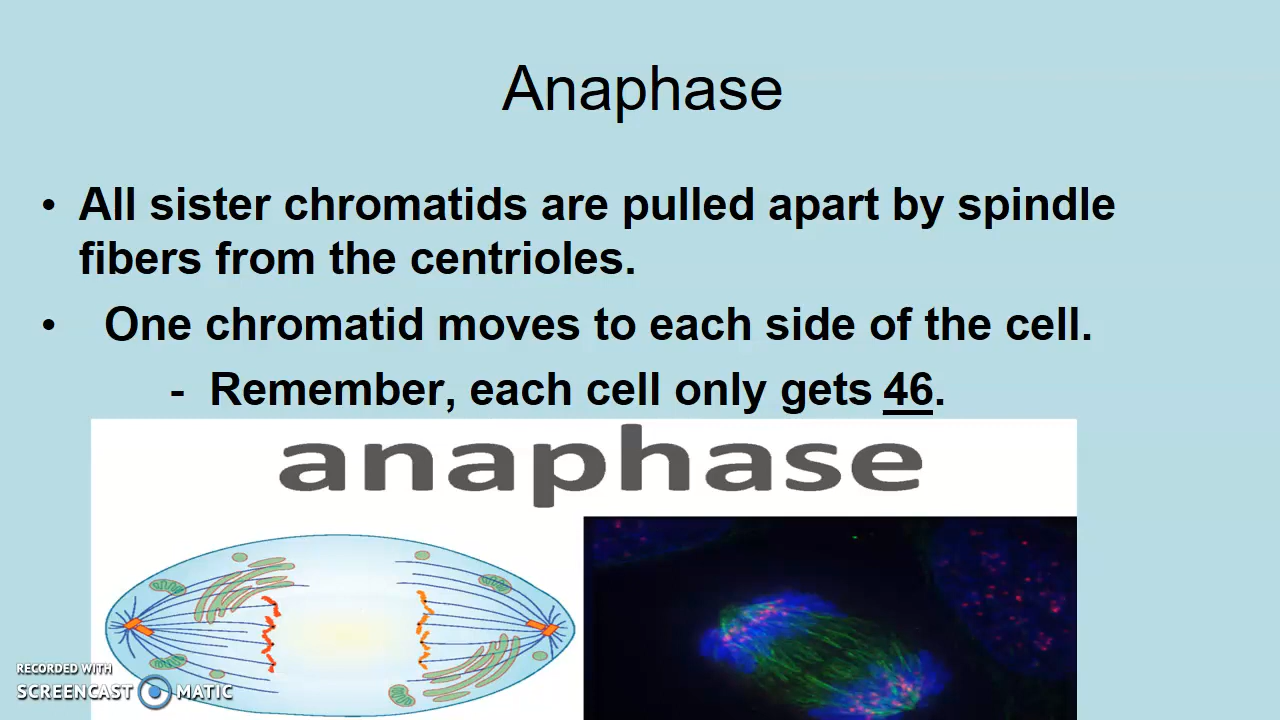 Anaphase
• All sister chromatids are pulled apart by spindle
fibers from the centrioles.
• One chromatid moves to each side of the cell.
- Remember, each cell only gets 46.
anaphase
RECORDED WITH
SCREENCAST MATIC